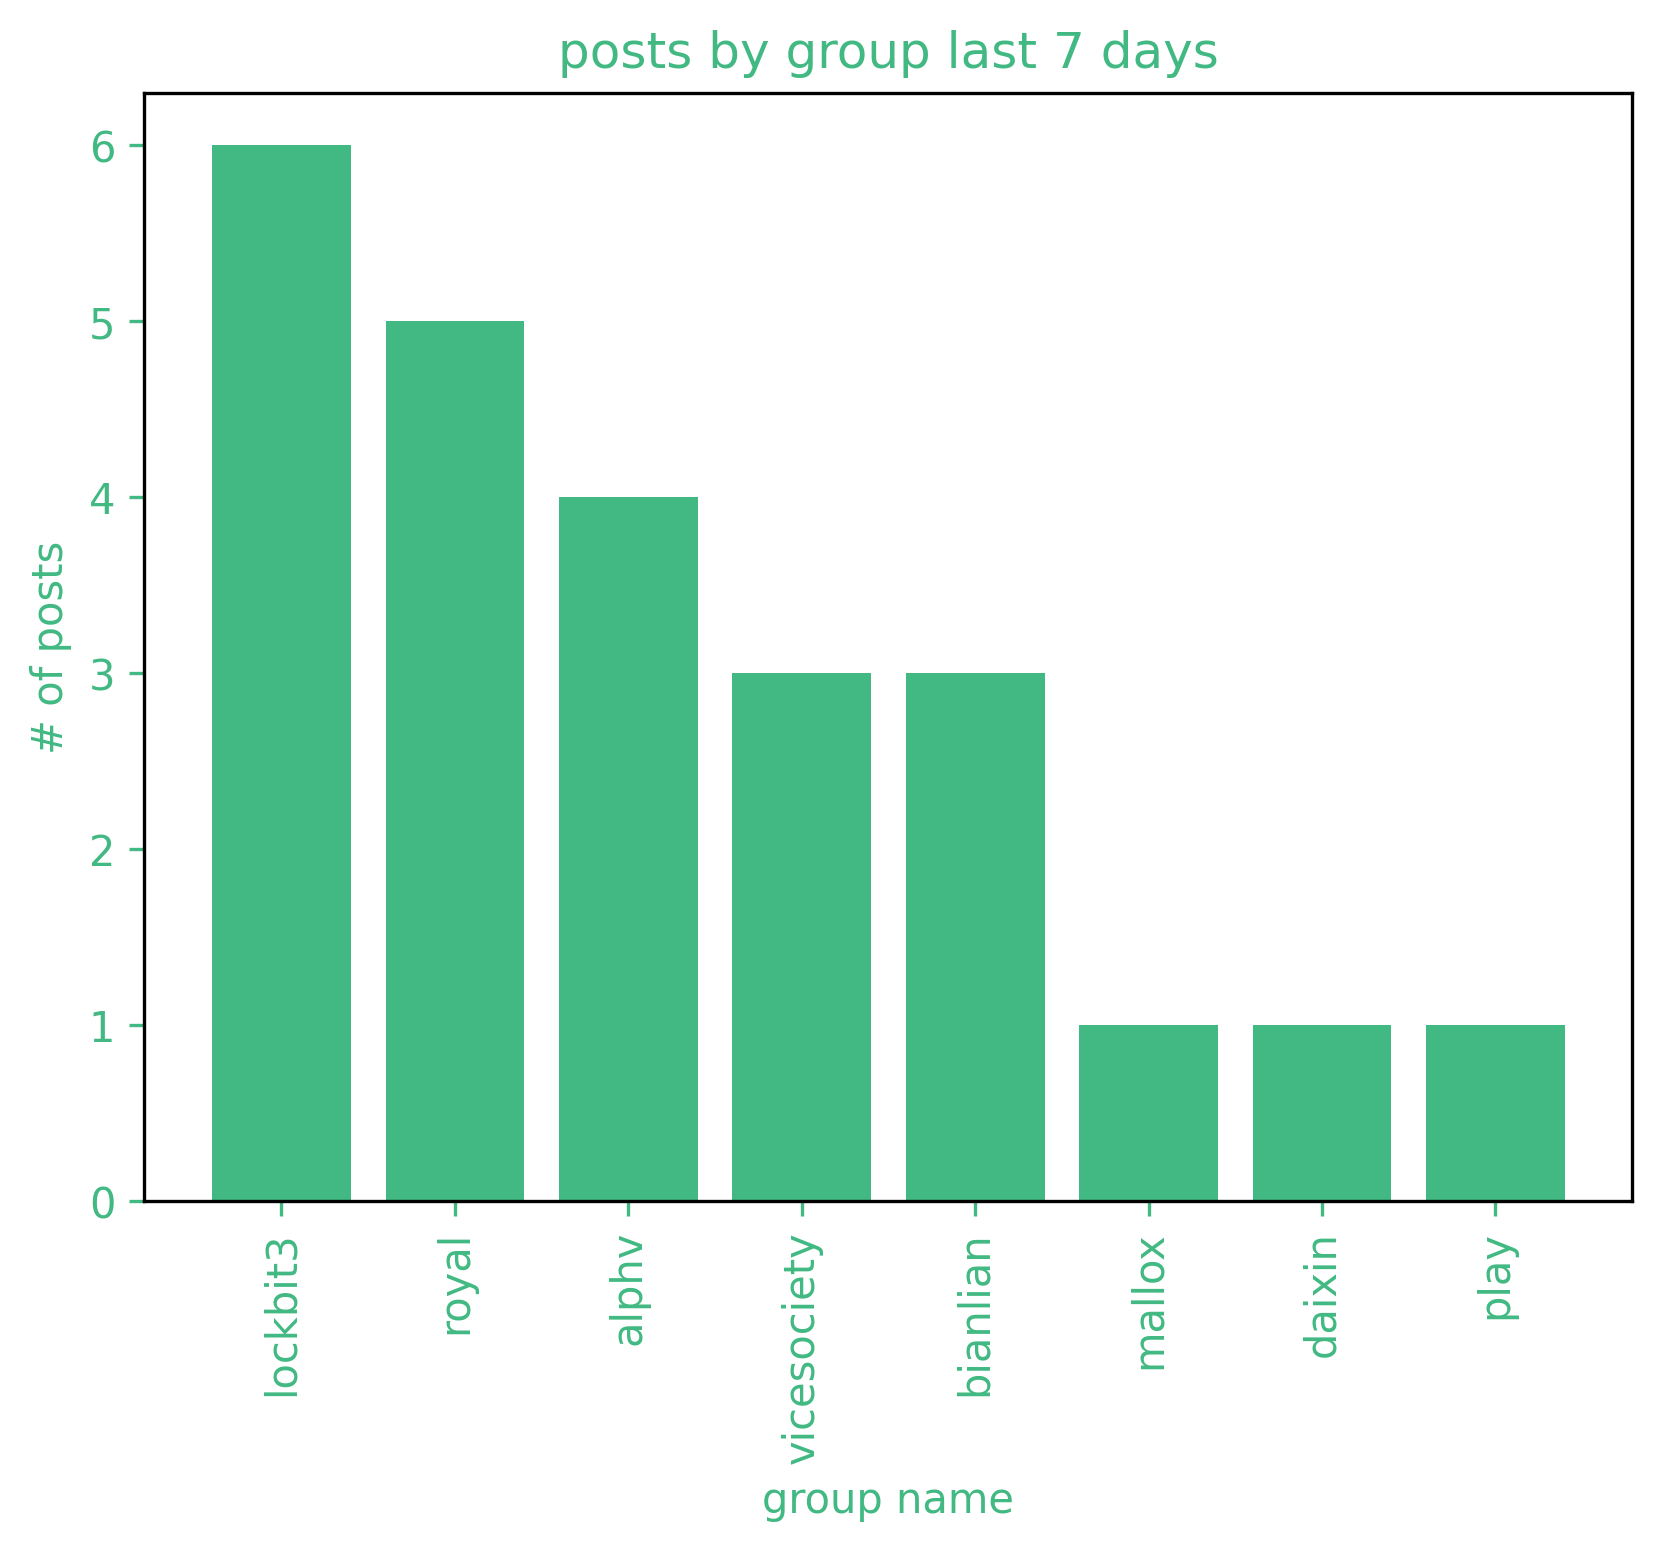 posts by group last 7 days
6
5
4
3
2
1
0
# of posts
lockbit3
royal
alphv
vicesociety
bianlian
mallox
daixin
play
group name